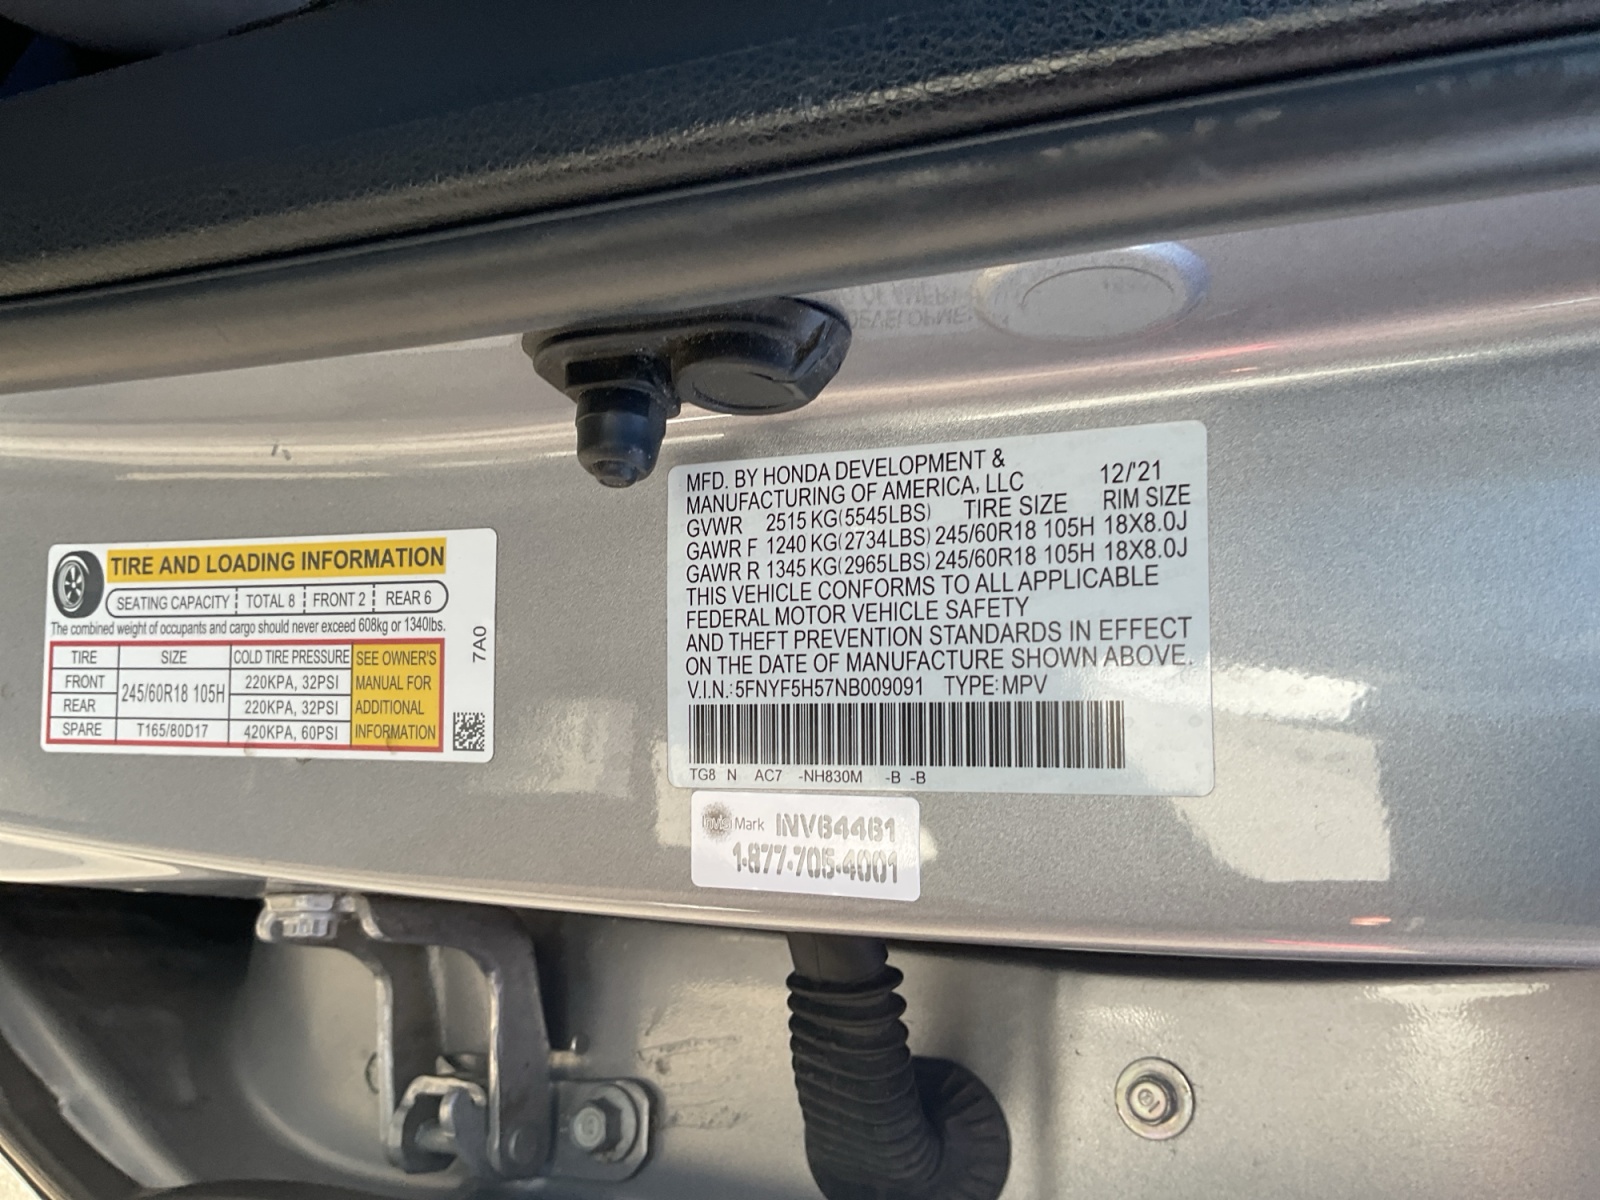 TIRE AND LOADING INFORMATION
SEATING CAPACITY TOTAL 8 FRONT 2 REAR 6
The combined weight of occupants and cargo should never exceed 608kg or 1340lbs.
TIRE SIZE COLD TIRE PRESSURE SEE OWNER'S
FRONT 245/60R18 105H 220KPA, 32PSI MANUAL FOR
REAR 220KPA, 32PSI ADDITIONAL
SPARE T165/80D17 420KPA, 60PSI INFORMATION
7A0
MFD. BY HONDA DEVELOPMENT & 12/'21
MANUFACTURING OF AMERICA, LLC RIM SIZE
GVWR 2515 KG(5545LBS) TIRE SIZE
GAWR F 1240 KG(2734LBS) 245/60R18 105H 18X8.0J
GAWR R 1345 KG(2965LBS) 245/60R18 105H 18X8.0J
THIS VEHICLE CONFORMS TO ALL APPLICABLE
FEDERAL MOTOR VEHICLE SAFETY
AND THEFT PREVENTION STANDARDS IN EFFECT
ON THE DATE OF MANUFACTURE SHOWN ABOVE.
V.I.N.: 5FNYF5H57NB009091 TYPE: MPV
TG8 N AC7 -NH830M -B -B
Mark
1-877-705-4001